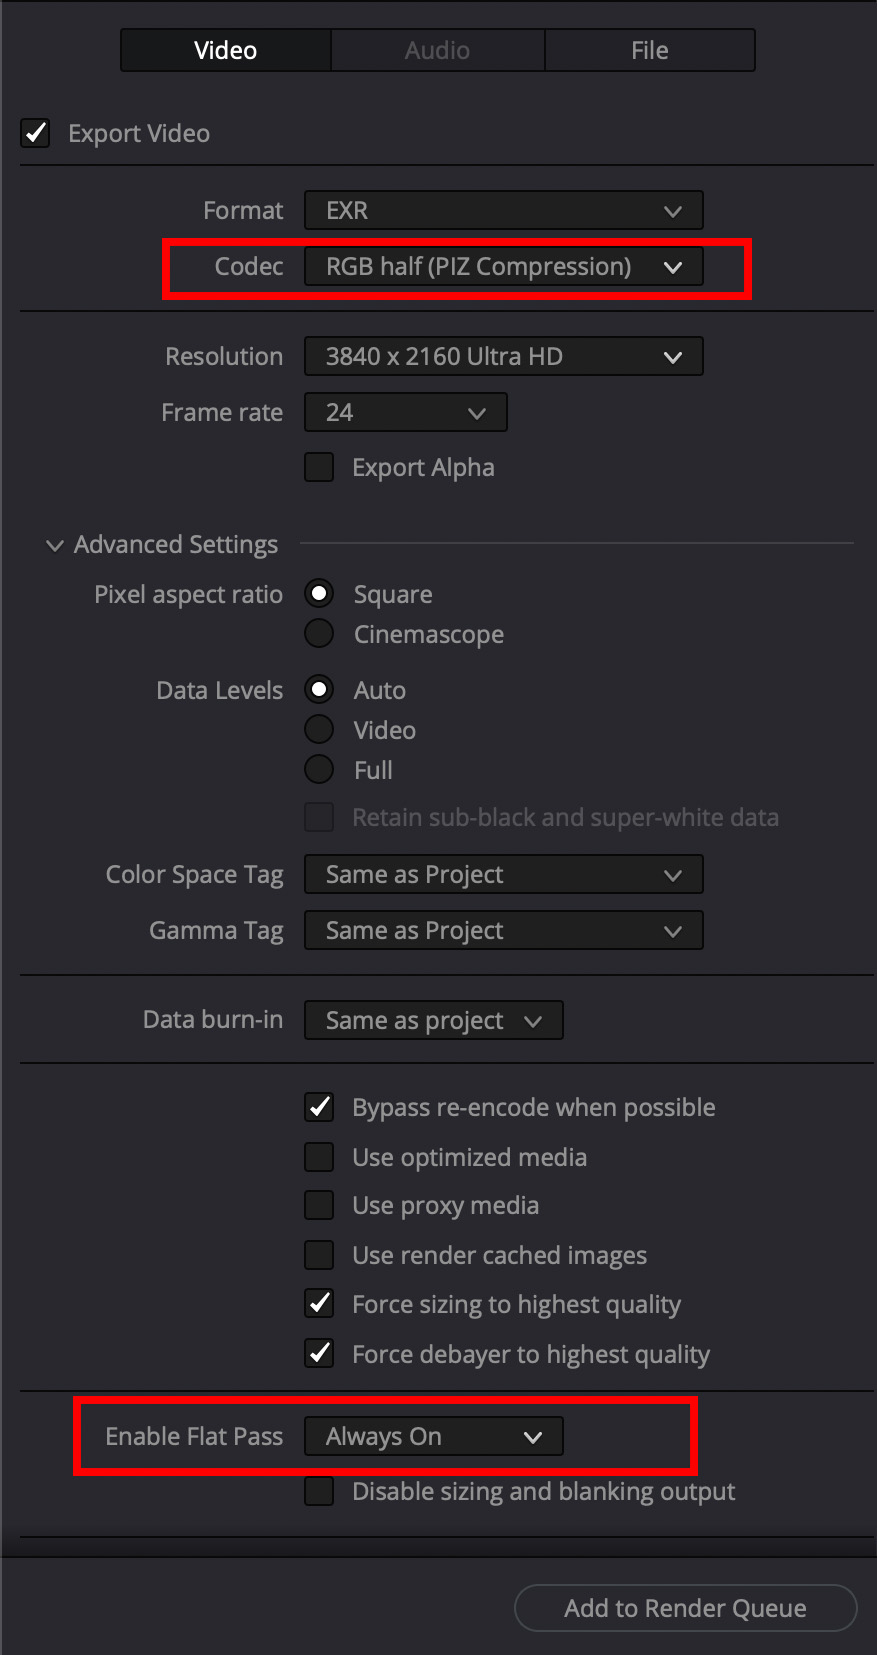 Video Audio File
Export Video
Format EXR
Codec RGB half (PIZ Compression)
Resolution 3840 x 2160 Ultra HD
Frame rate 24
Export Alpha
Advanced Settings
Pixel aspect ratio Square
Cinemascope
Data Levels Auto
Video
Full
Retain sub-black and super-white data
Color Space Tag Same as Project
Gamma Tag Same as Project
Data burn-in Same as project
Bypass re-encode when possible
Use optimized media
Use proxy media
Use render cached images
Force sizing to highest quality
Force debayer to highest quality
Enable Flat Pass Always On
Disable sizing and blanking output
Add to Render Queue